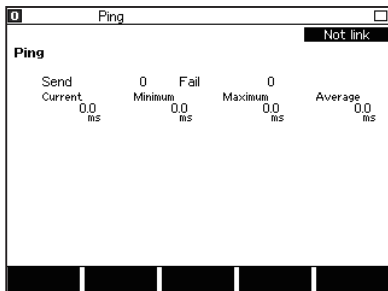 0 Ping
Not link
Ping
Send 0 Fail 0
Current Minimum Maximum Average
0.0 0.0 0.0 0.0
ms ms ms ms